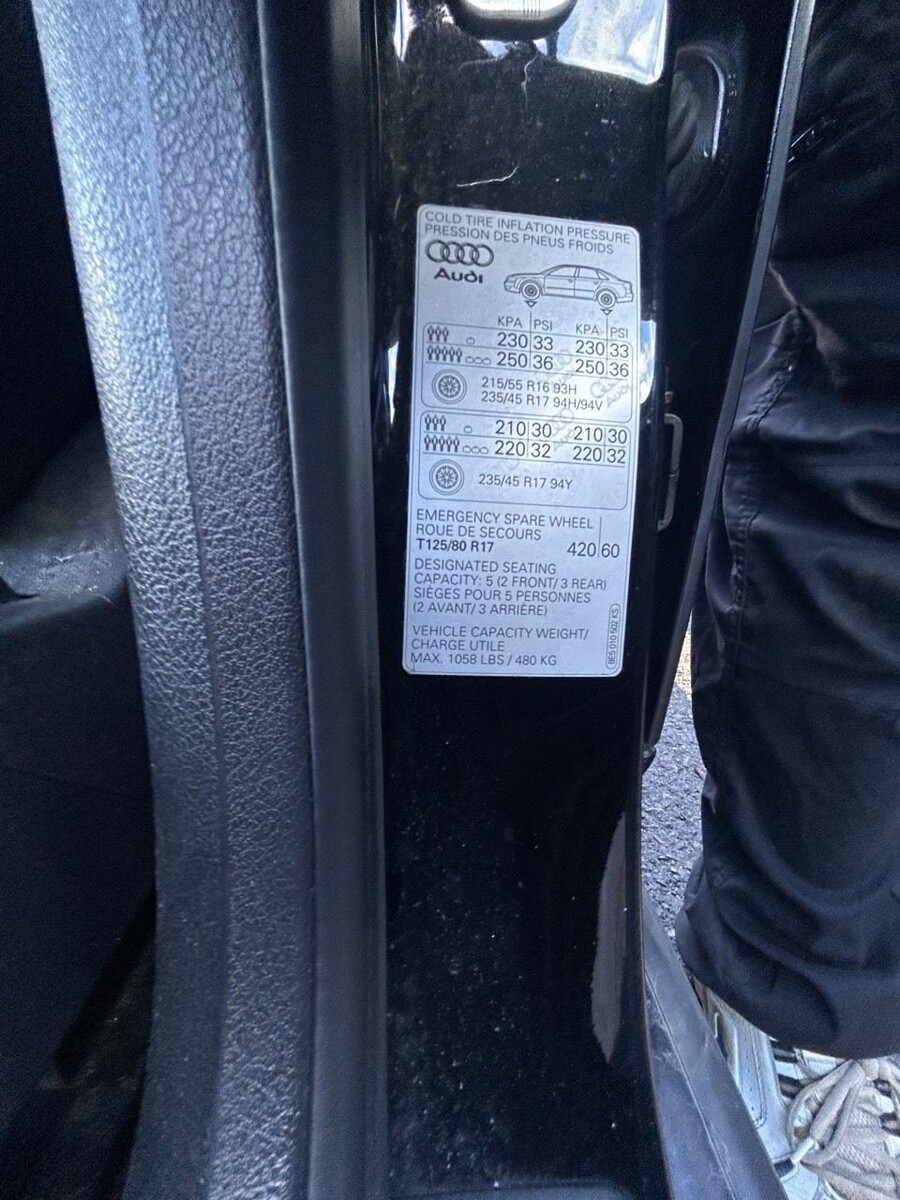 COLD TIRE INFLATION PRESSURE
PRESSION DES PNEUS FROIDS
Audi
KPA PSI KPA PSI
230 33 230 33
250 36 250 36
215/55 R16 93H
235/45 R17 94H/94V
210 30 210 30
220 32 220 32
235/45 R17 94Y
EMERGENCY SPARE WHEEL
ROUE DE SECOURS
T125/80 R17 420 60
DESIGNATED SEATING
CAPACITY: 5 (2 FRONT/ 3 REAR)
SIÈGES POUR 5 PERSONNES
(2 AVANT/ 3 ARRIÈRE)
VEHICLE CAPACITY WEIGHT/
CHARGE UTILE
MAX. 1058 LBS / 480 KG
8E5 010 502 KS